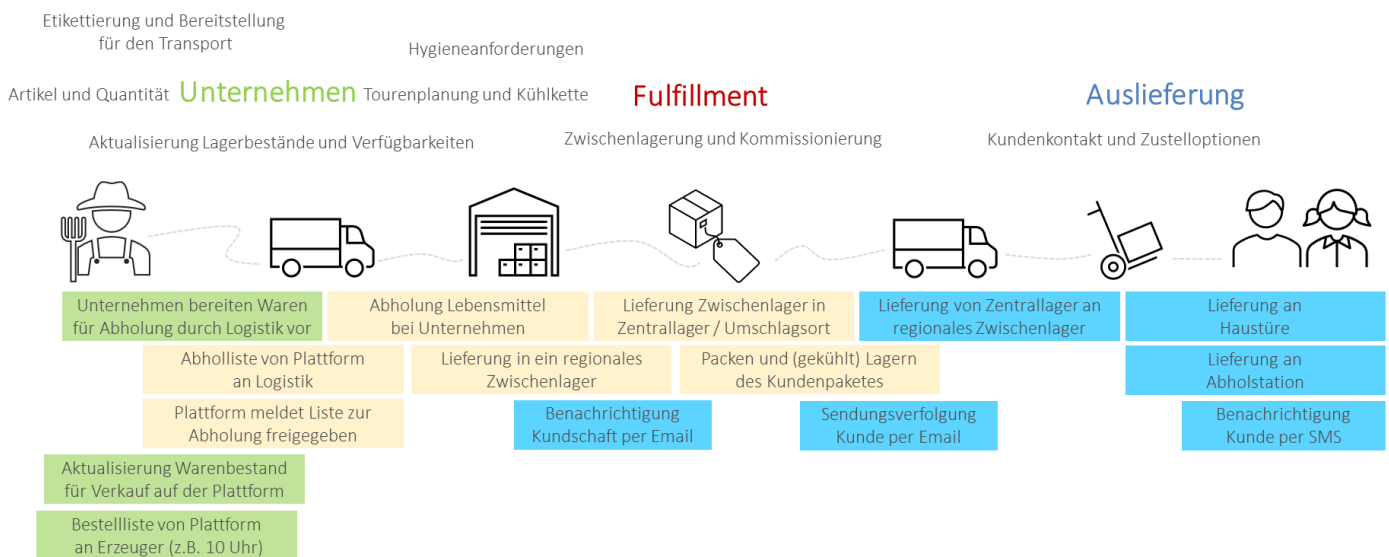 Etikettierung und Bereitstellung
für den Transport
Hygieneanforderungen
Artikel und Quantität
Unternehmen
Tourenplanung und Kühlkette
Fulfillment
Auslieferung
Aktualisierung Lagerbestände und Verfügbarkeiten
Zwischenlagerung und Kommissionierung
Kundenkontakt und Zustelloptionen
Unternehmen bereiten Waren
für Abholung durch Logistik vor
Abholung Lebensmittel
bei Unternehmen
Lieferung Zwischenlager in
Zentrallager / Umschlagsort
Lieferung von Zentrallager an
regionales Zwischenlager
Lieferung an
Haustüre
Abholliste von Plattform
an Logistik
Lieferung in ein regionales
Zwischenlager
Packen und (gekühlt) Lagern
des Kundenpaketes
Lieferung an
Abholstation
Plattform meldet Liste zur
Abholung freigegeben
Benachrichtigung
Kundschaft per Email
Sendungsverfolgung
Kunde per Email
Benachrichtigung
Kunde per SMS
Aktualisierung Warenbestand
für Verkauf auf der Plattform
Bestellliste von Plattform
an Erzeuger (z.B. 10 Uhr)